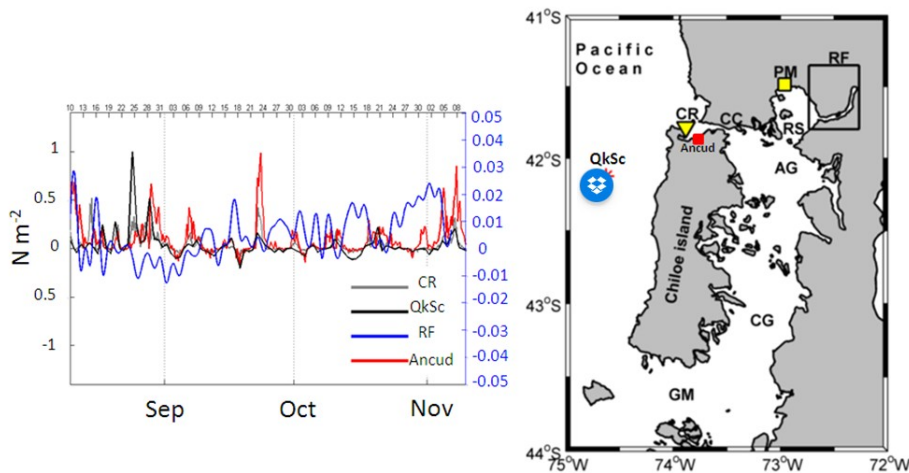 10 13 16 19 22 25 28 31 03 06 09 12 15 18 21 24 27 30 03 06 09 12 15 18 21 24 27 30 02 05 08
0.05
0.04
0.03
0.02
0.01
0
-0.01
-0.02
-0.03
-0.04
-0.05
1
0.5
0
0.5
-1
N m-2
CR
QkSc
RF
Ancud
Sep Oct Nov
41°S
42°S
43°S
44°S
Pacific
Ocean
RF
PM
CR
CC
RS
Ancud
AG
QkSc
Chiloe Island
CG
GM
75°W 74°W 73°W 72°W